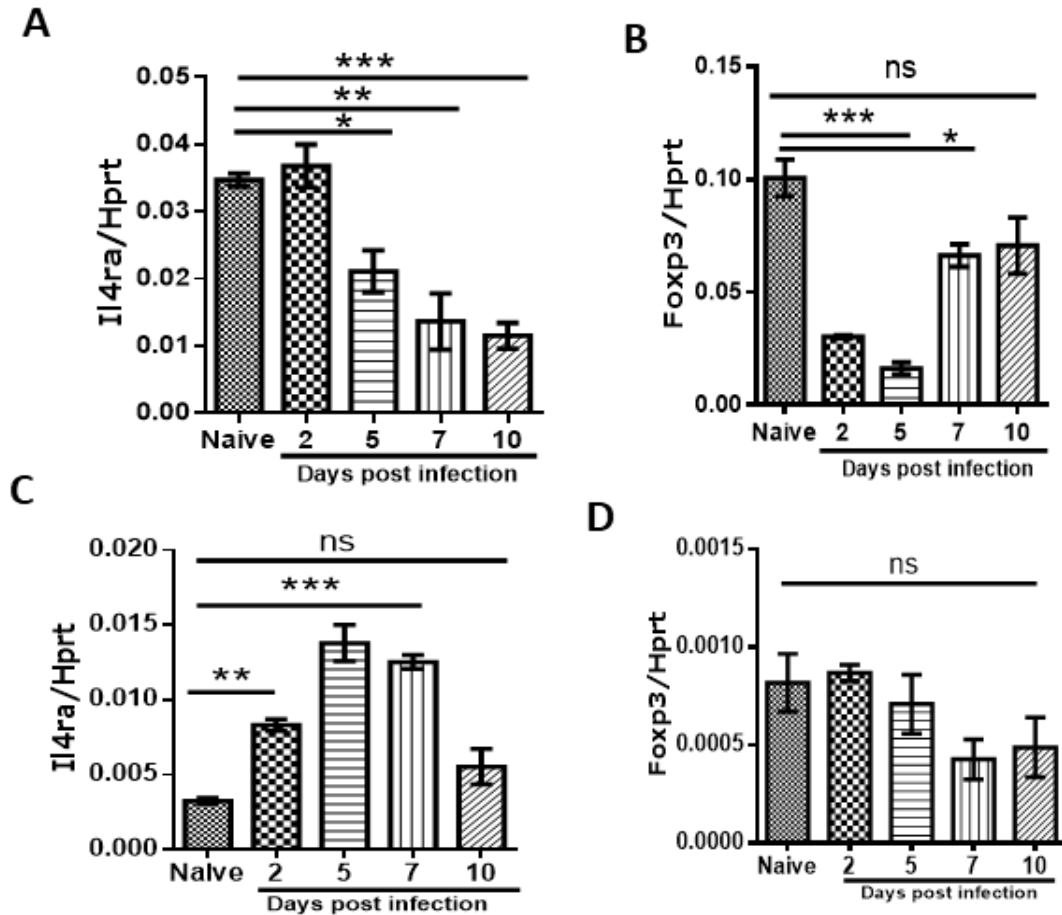 A
Il4ra/Hprt
0.05
0.04
0.03
0.02
0.01
0.00
***
**
*
Naive 2 5 7 10
Days post infection
B
Foxp3/Hprt
0.15
0.10
0.05
0.00
ns
***
*
Naive 2 5 7 10
Days post infection
C
Il4ra/Hprt
0.020
0.015
0.010
0.005
0.000
ns
***
**
Naive 2 5 7 10
Days post infection
D
Foxp3/Hprt
0.0015
0.0010
0.0005
0.0000
ns
Naive 2 5 7 10
Days post infection